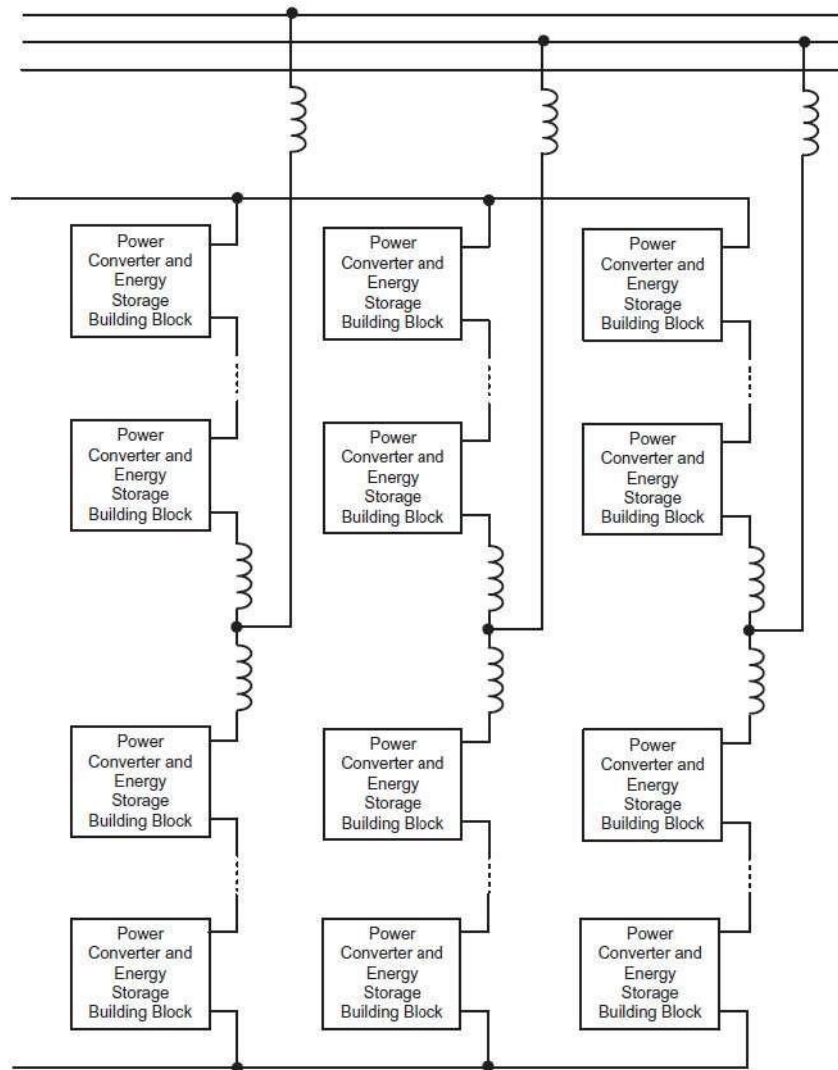 Power
Converter and
Energy
Storage
Building Block
Power
Converter and
Energy
Storage
Building Block
Power
Converter and
Energy
Storage
Building Block
Power
Converter and
Energy
Storage
Building Block
Power
Converter and
Energy
Storage
Building Block
Power
Converter and
Energy
Storage
Building Block
Power
Converter and
Energy
Storage
Building Block
Power
Converter and
Energy
Storage
Building Block
Power
Converter and
Energy
Storage
Building Block
Power
Converter and
Energy
Storage
Building Block
Power
Converter and
Energy
Storage
Building Block
Power
Converter and
Energy
Storage
Building Block